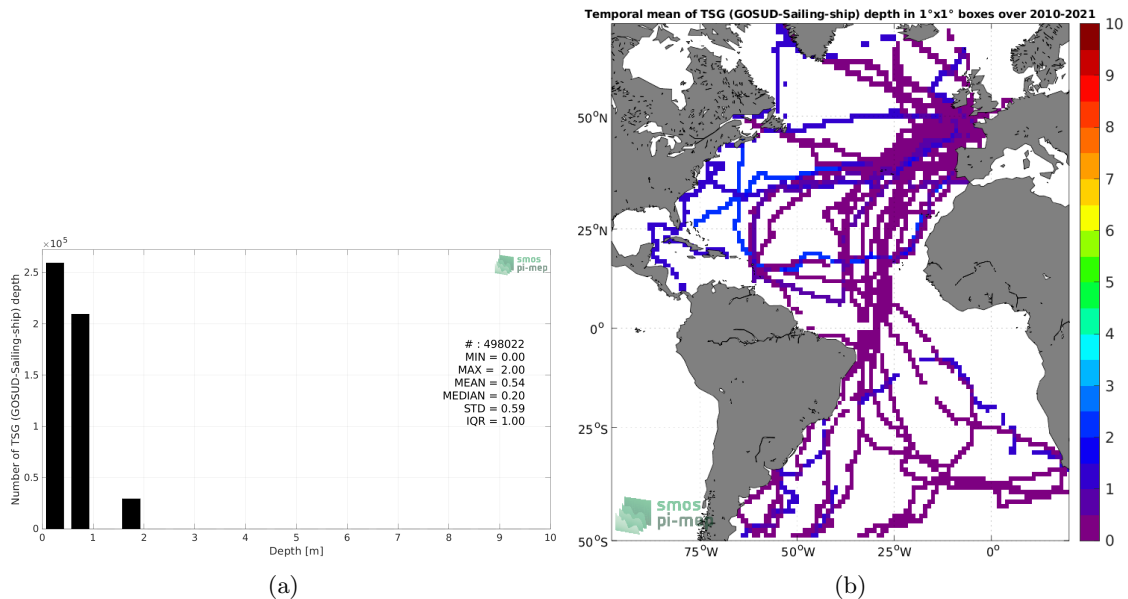 ×10⁵
2.5
2
1.5
1
0.5
0
Number of TSG (GOSUD-Sailing-ship) depth
smos
pi-mep
# : 498022
MIN = 0.00
MAX = 2.00
MEAN = 0.54
MEDIAN = 0.20
STD = 0.59
IQR = 1.00
0 1 2 3 4 5 6 7 8 9 10
Depth [m]
(a)
Temporal mean of TSG (GOSUD-Sailing-ship) depth in 1°x1° boxes over 2010-2021
50°N
25°N
0°
25°S
50°S
75°W 50°W 25°W 0°
smos
pi-mep
10
9
8
7
6
5
4
3
2
1
0
(b)